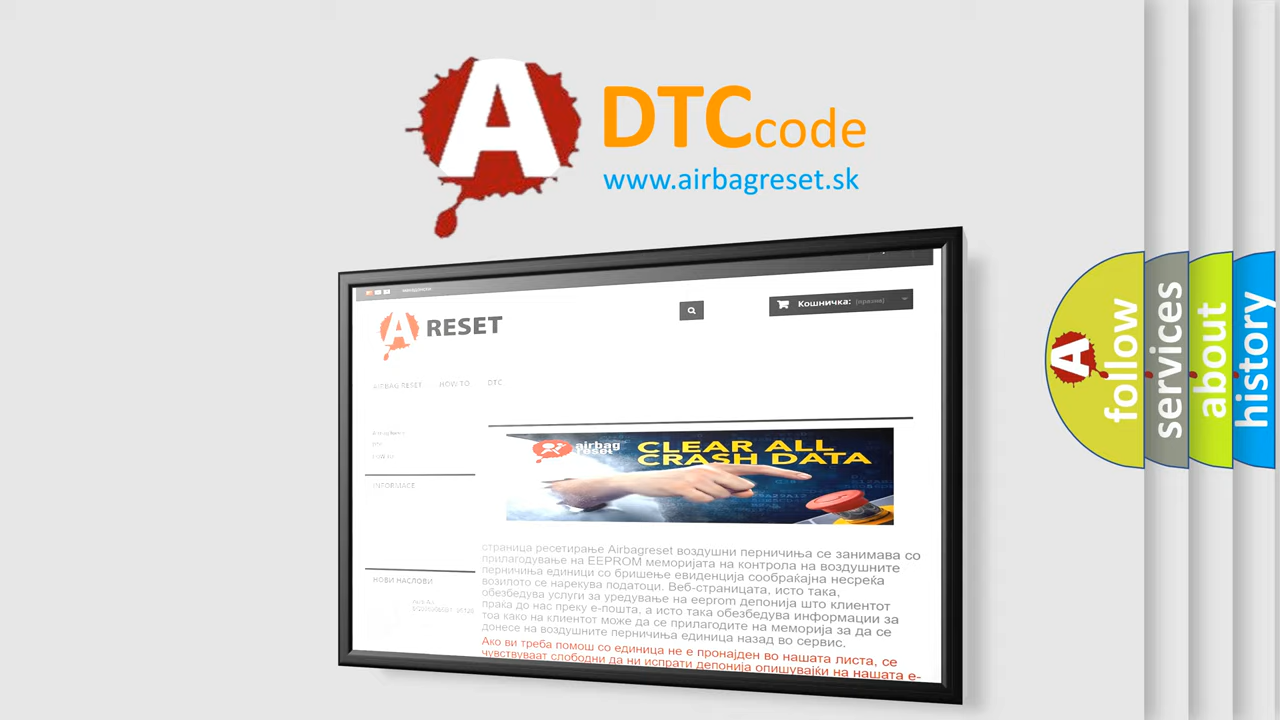 A
DTC code
www.airbagreset.sk
A RESET
Кошничка: (празни)
AIRBAG RESET
HOW TO
DTC
airbag
reset
CLEAR ALL
CRASH DATA
INFORMACE
НОВИ НАСЛОВИ
страница ресетирање Airbagreset воздушни перничиња се занимава со
прилагодување на EEPROM меморијата на контрола на воздушните
перничиња единици со бришење евиденција сообраќајна несреќа
возилото се нарекува податоци. Веб-страницата, исто така,
обезбедува услуги за уредување на eeprom депонија што клиентот
праќа до нас преку е-пошта, а исто така обезбедува информации за
тоа како на клиентот може да се прилагодите на меморија за да се
донесе на воздушните перничиња единица назад во сервис.
Ако ви треба помош со единица не е пронајден во нашата листа, се
чувствуваат слободни да ни испрати депонија опишувајќи на нашата е-
A
follow
services
about
history